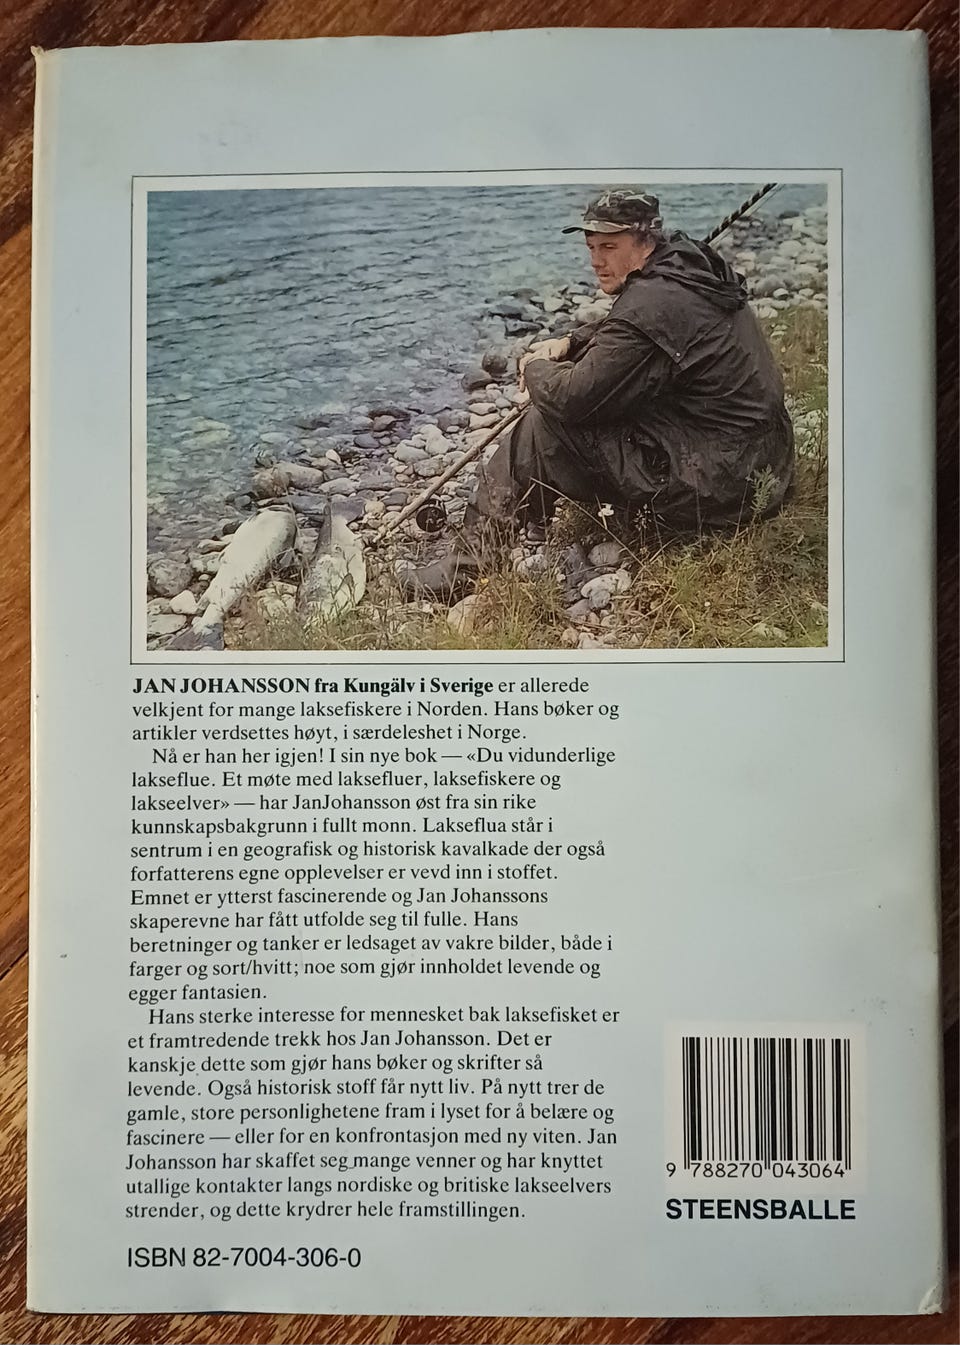 JAN JOHANSSON fra Kungälv i Sverige er allerede
velkjent for mange laksefiskere i Norden. Hans bøker og
artikler verdsettes høyt, i særdeleshet i Norge.
Nå er han her igjen! I sin nye bok — «Du vidunderlige
lakseflue. Et møte med laksefluer, laksefiskere og
lakseelver» — har JanJohansson øst fra sin rike
kunnskapsbakgrunn i fullt monn. Lakseflua står i
sentrum i en geografisk og historisk kavalkade der også
forfatterens egne opplevelser er vevd inn i stoffet.
Emnet er ytterst fascinerende og Jan Johanssons
skaperevne har fått utfolde seg til fulle. Hans
beretninger og tanker er ledsaget av vakre bilder, både i
farger og sort/hvitt; noe som gjør innholdet levende og
egger fantasien.
Hans sterke interesse for mennesket bak laksefisket er
et framtredende trekk hos Jan Johansson. Det er
kanskje dette som gjør hans bøker og skrifter så
levende. Også historisk stoff får nytt liv. På nytt trer de
gamle, store personlighetene fram i lyset for å belære og
fascinere — eller for en konfrontasjon med ny viten. Jan
Johansson har skaffet seg mange venner og har knyttet
utallige kontakter langs nordiske og britiske lakseelvers
strender, og dette krydrer hele framstillingen.
ISBN 82-7004-306-0
9 788270 043064
STEENSBALLE